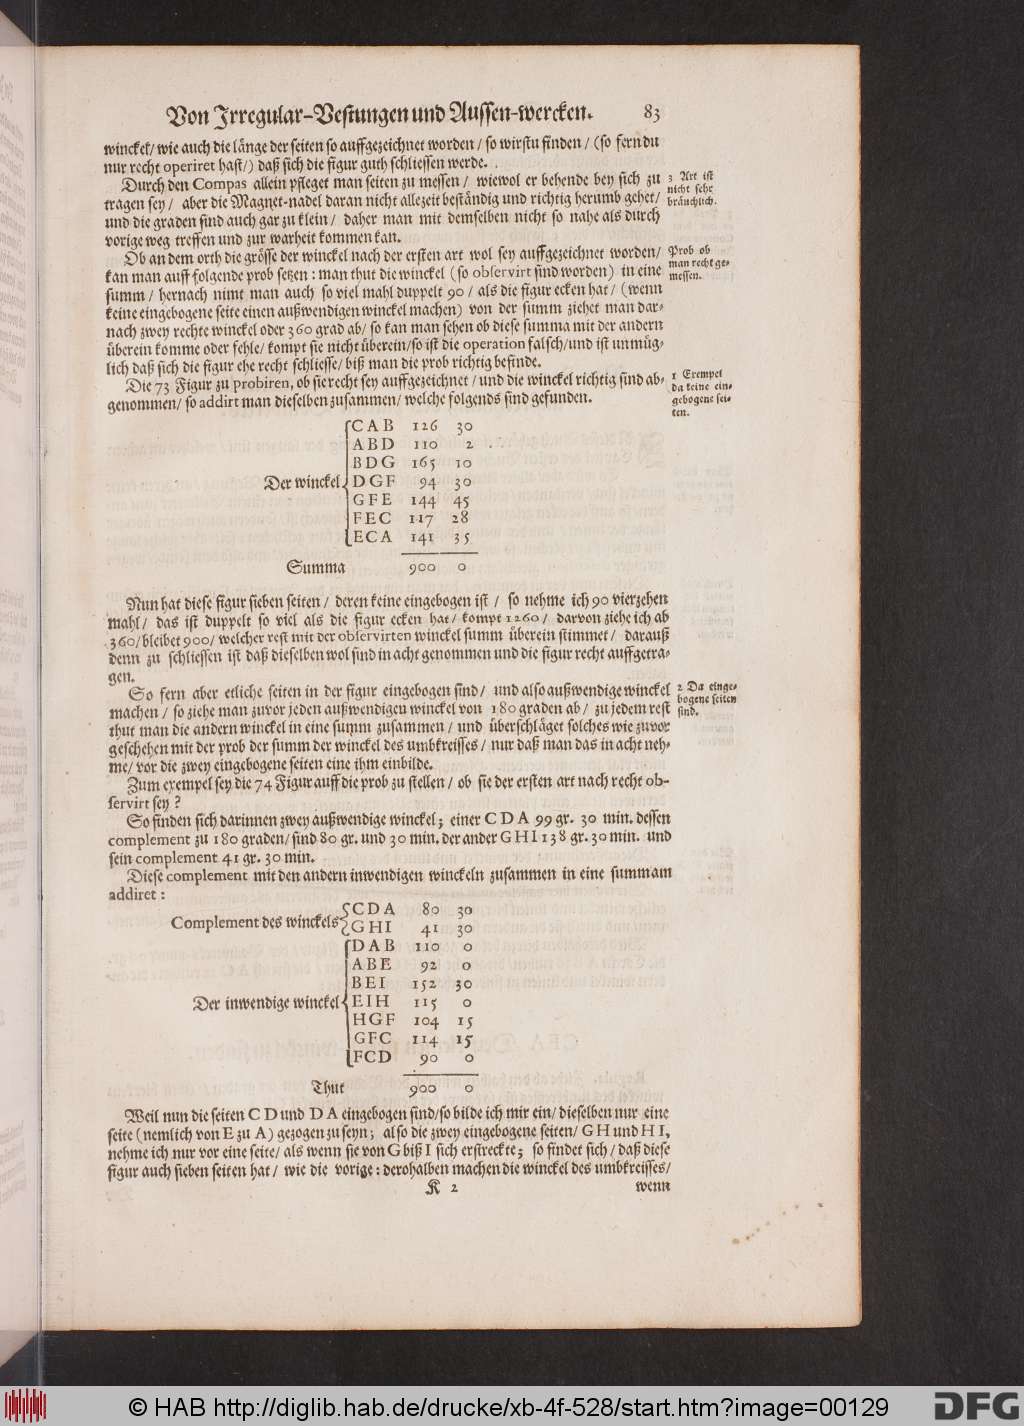 Von Irregular-Vestungen und Aussen-wercken. 83
winckel/ wie auch die länge der seiten so auffgezeichnet worden/ so wirstu finden/ (so fern du
nur recht operiret hast/) daß sich die figur guth schliessen werde.
Durch den Compas allein pfleget man seiten zu messen/ wiewol er behende bey sich zu
tragen sey/ aber die Magnet-nadel daran nicht allezeit beständig und richtig herumb gehet/
und die graden sind auch gar zu klein/ daher man mit demselben nicht so nahe als durch
vorige weg treffen und zur warheit kommen kan.
3 Art ist
nicht sehr
bräuchlich.
Ob an dem orth die grösse der winckel nach der ersten art wol sey auffgezeichnet worden/
kan man auff folgende prob setzen: man thut die winckel (so observirt sind worden) in eine
summ/ hernach nimt man auch so viel mahl duppelt 90/ als die figur ecken hat/ (wenn
keine eingebogene seite einen außwendigen winckel machen) von der summ ziehet man dar-
nach zwey rechte winckel oder 360 grad ab/ so kan man sehen ob diese summa mit der andern
überein komme oder fehle/ kompt sie nicht überein/so ist die operation falsch/und ist unmüg-
lich daß sich die figur ehe recht schliesse/ biß man die prob richtig befinde.
Prob ob
man recht ge-
messen.
Die 73 Figur zu probiren, ob sie recht sey auffgezeichnet/ und die winckel richtig sind ab-
genommen/ so addirt man dieselben zusammen/ welche folgends sind gefunden.
1 Exempel
da keine ein-
gebogene sei-
ten.
CAB 126 30
ABD 110 2
BDG 165 10
Der winckel DGF 94 30
GFE 144 45
FEC 117 28
ECA 141 35
Summa 900 0
Nun hat diese figur sieben seiten/ deren keine eingebogen ist/ so nehme ich 90 vierzehen
mahl/ das ist duppelt so viel als die figur ecken hat/ kompt 1260/ darvon ziehe ich ab
360/bleibet 900/ welcher rest mit der observirten winckel summ überein stimmet/ darauß
denn zu schliessen ist daß dieselben wol sind in acht genommen und die figur recht auffgetra-
gen.
So fern aber etliche seiten in der figur eingebogen sind/ und also außwendige winckel
machen/ so ziehe man zuvor jeden außwendigen winckel von 180 graden ab/ zu jedem rest
thut man die andern winckel in eine summ zusammen/ und überschläget solches wie zuvor
geschehen mit der prob der summ der winckel des umbkreisses/ nur daß man das in acht neh-
me/ vor die zwey eingebogene seiten eine ihm einbilde.
2 Da einge-
bogene seiten
sind.
Zum exempel sey die 74 Figur auff die prob zu stellen/ ob sie der ersten art nach recht ob-
servirt sey?
So finden sich darinnen zwey außwendige winckel; einer CDA 99 gr. 30 min. dessen
complement zu 180 graden/ sind 80 gr. und 30 min. der ander GHI 138 gr. 30 min. und
sein complement 41 gr. 30 min.
Diese complement mit den andern inwendigen winckeln zusammen in eine summam
addiret:
Complement des winckels CDA 80 30
GHI 41 30
DAB 110 0
ABE 92 0
BEI 152 30
Der inwendige winckel EIH 115 0
HGF 104 15
GFC 114 15
FCD 90 0
Thut 900 0
Weil nun die seiten CD und DA eingebogen sind/so bilde ich mir ein/ dieselben nur eine
seite (nemlich von E zu A) gezogen zu seyn; also die zwey eingebogene seiten/ GH und HI,
nehme ich nur vor eine seite/ als wenn sie von G biß I sich erstreckte; so findet sich/ daß diese
figur auch sieben seiten hat/ wie die vorige: derohalben machen die winckel des umbkreisses/
K 2 wenn
© HAB http://diglib.hab.de/drucke/xb-4f-528/start.htm?image=00129
DFG